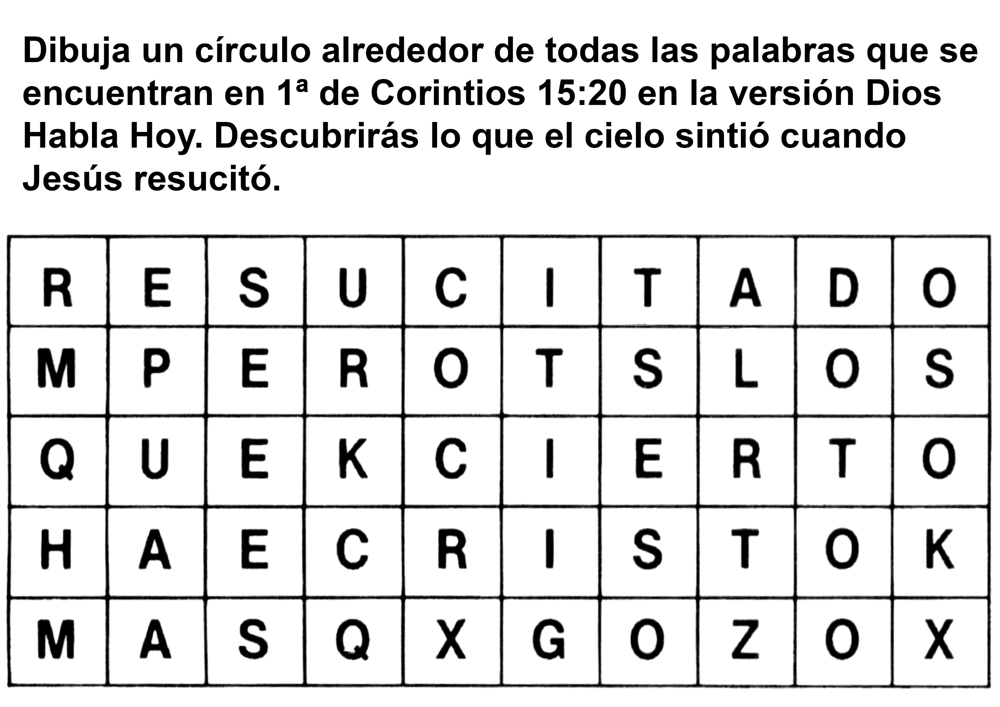 Dibuja un círculo alrededor de todas las palabras que se
encuentran en 1ª de Corintios 15:20 en la versión Dios
Habla Hoy. Descubrirás lo que el cielo sintió cuando
Jesús resucitó.
R E S U C I T A D O
M P E R O T S L O S
Q U E K C I E R T O
H A E C R I S T O K
M A S Q X G O Z O X